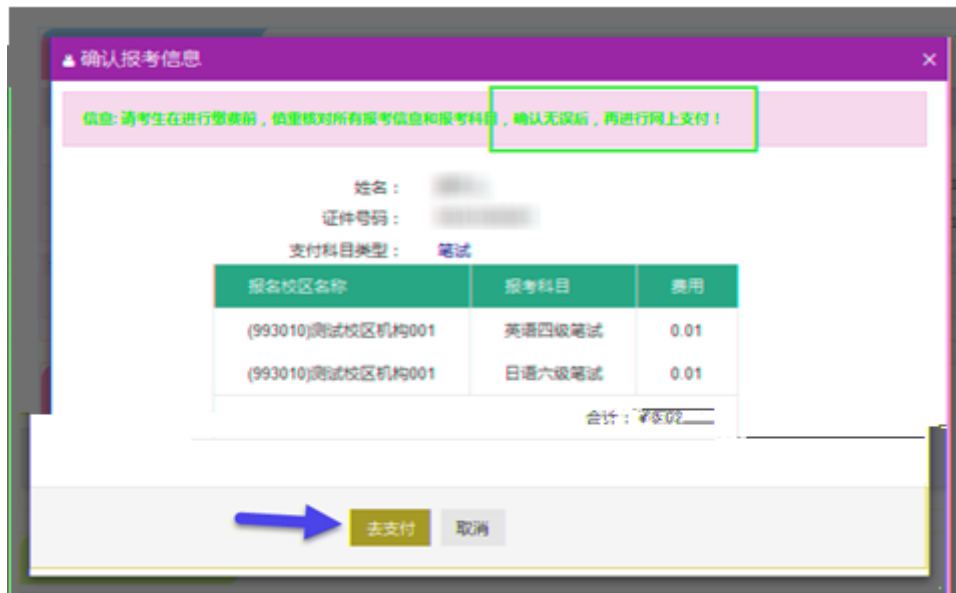 确认报考信息 ×
信息: 请考生在进行缴费前，慎重核对所有报考信息和报考科目，确认无误后，再进行网上支付！
姓名：
证件号码：
支付科目类型： 笔试
报名校区名称 报考科目 费用
(993010)测试校区机构001 英语四级笔试 0.01
(993010)测试校区机构001 日语六级笔试 0.01
合计：
去支付 取消